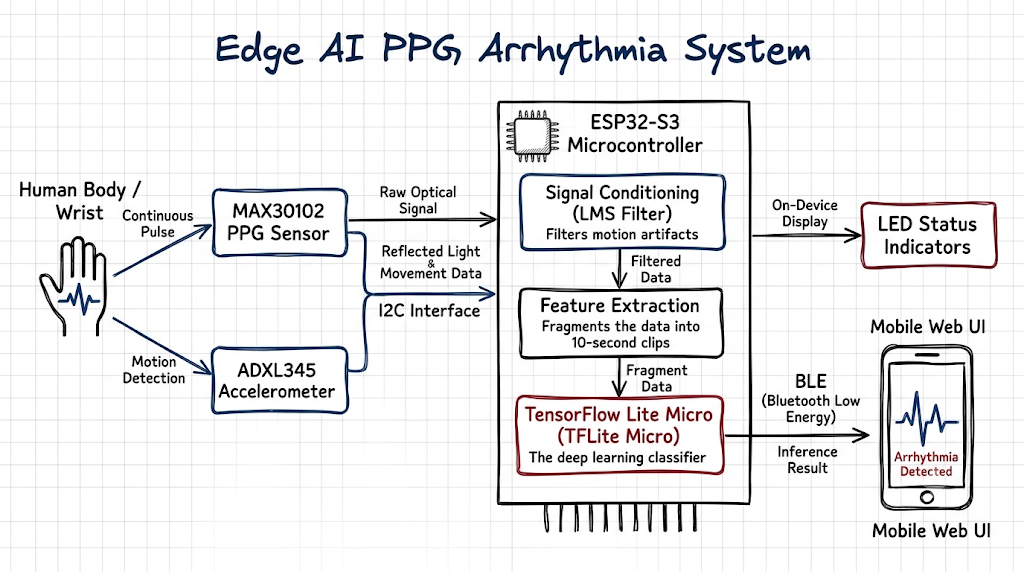 Edge AI PPG Arrhythmia System
Human Body /
Wrist
Continuous
Pulse
Motion
Detection
MAX30102
PPG Sensor
ADXL345
Accelerometer
Raw Optical
Signal
Reflected Light
&
Movement Data
I2C Interface
ESP32-S3
Microcontroller
Signal Conditioning
(LMS Filter)
Filters motion artifacts
Filtered
Data
Feature Extraction
Fragments the data into
10-second clips
Fragment
Data
TensorFlow Lite Micro
(TFLite Micro)
The deep learning classifier
On-Device
Display
LED Status
Indicators
BLE
(Bluetooth Low
Energy)
Inference
Result
Mobile Web UI
Arrhythmia
Detected
Mobile Web UI